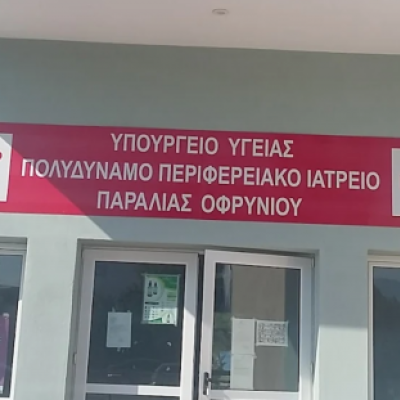 ΥΠΟΥΡΓΕΙΟ ΥΓΕΙΑΣ
ΠΟΛΥΔΥΝΑΜΟ ΠΕΡΙΦΕΡΕΙΑΚΟ ΙΑΤΡΕΙΟ
ΠΑΡΑΛΙΑΣ ΟΦΡΥΝΙΟΥ